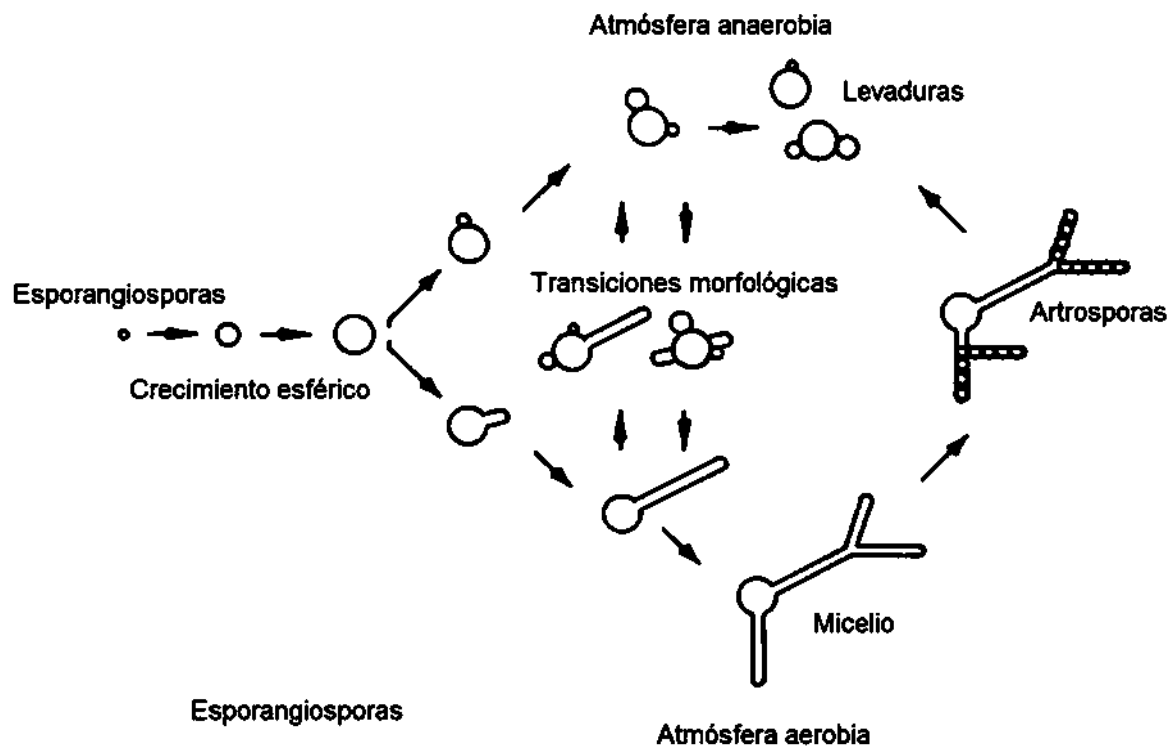 Atmósfera anaerobia
Levaduras
Esporangiosporas
Transiciones morfológicas
Artrosporas
Crecimiento esférico
Micelio
Esporangiosporas
Atmósfera aerobia